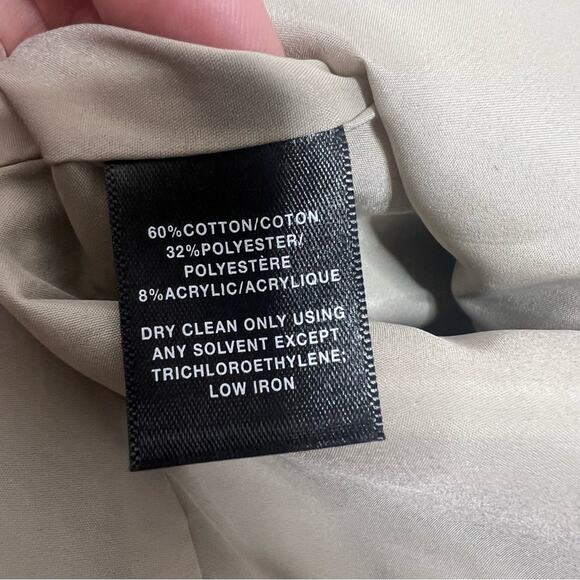 60%COTTON/COTON
32%POLYESTER/
POLYESTÈRE
8%ACRYLIC/ACRYLIQUE
DRY CLEAN ONLY USING
ANY SOLVENT EXCEPT
TRICHLOROETHYLENE;
LOW IRON